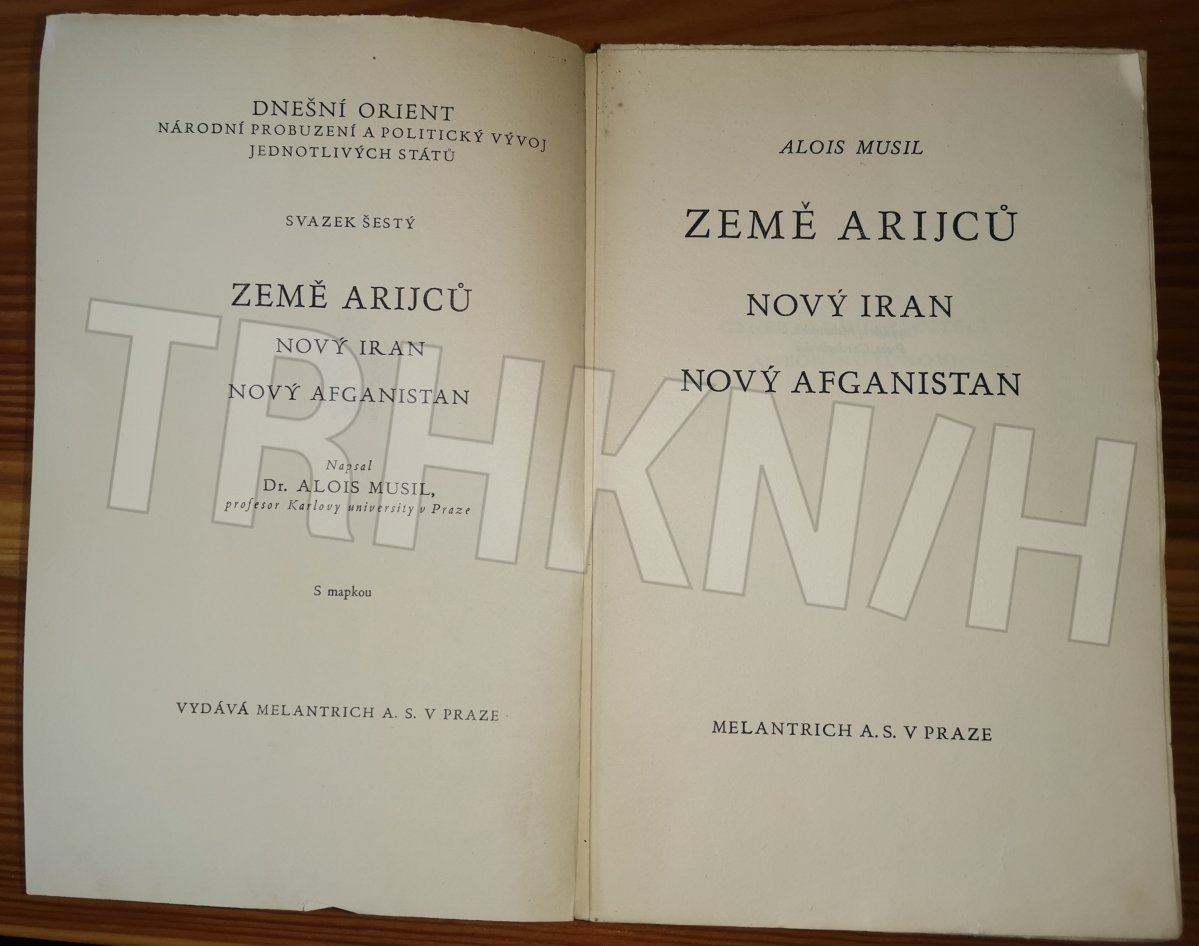 DNEŠNÍ ORIENT
NÁRODNÍ PROBUZENÍ A POLITICKÝ VÝVOJ
JEDNOTLIVÝCH STÁTŮ
SVAZEK ŠESTÝ
ZEMĚ ARIJCŮ
NOVÝ IRAN
NOVÝ AFGANISTAN
Napsal
Dr. ALOIS MUSIL,
profesor Karlovy university v Praze
S mapkou
VYDÁVÁ MELANTRICH A. S. V PRAZE
ALOIS MUSIL
ZEMĚ ARIJCŮ
NOVÝ IRAN
NOVÝ AFGANISTAN
MELANTRICH A. S. V PRAZE
TRHKN/H